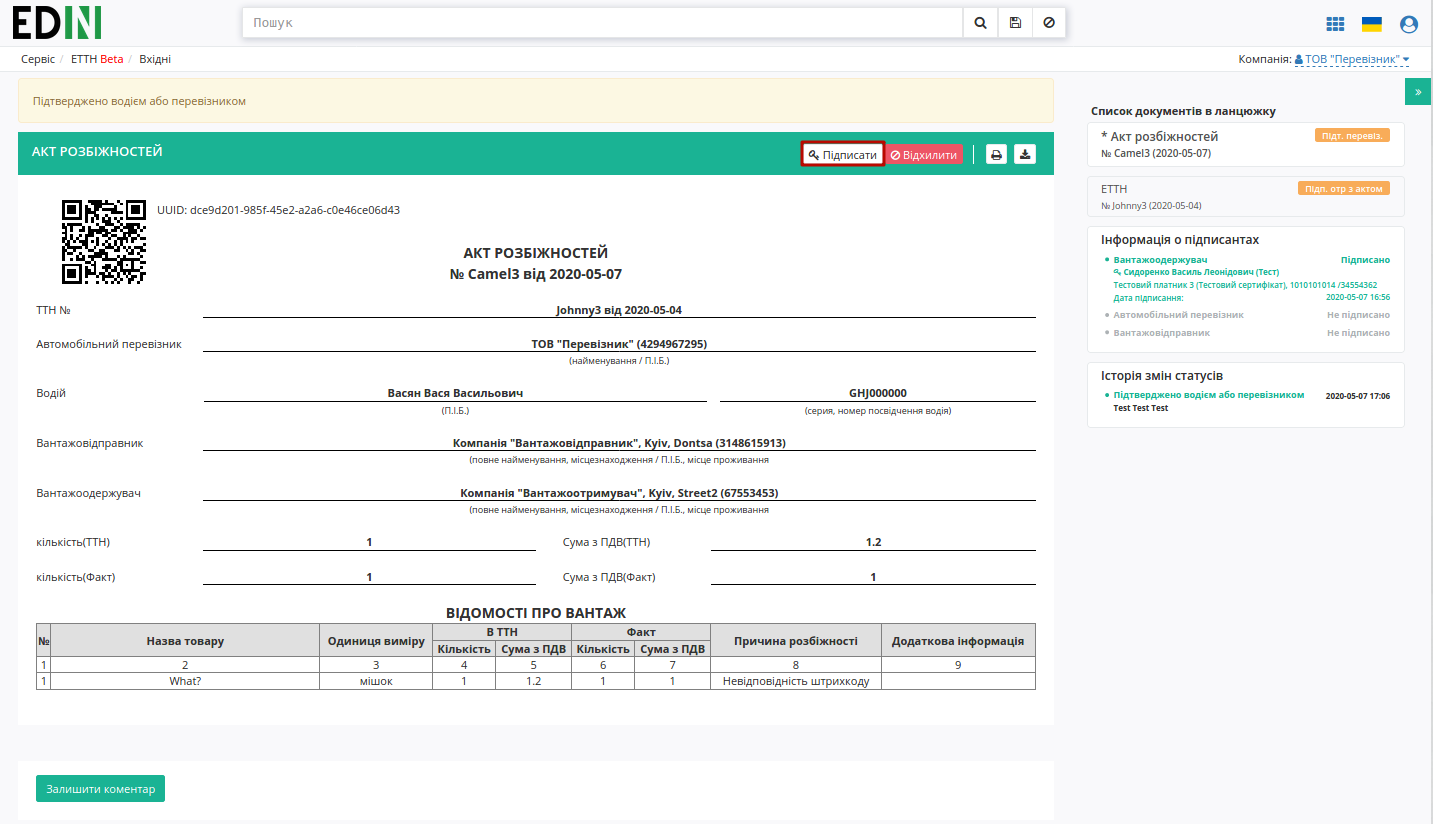 EDIN
Пошук
Сервіс / ЕТТН Beta / Вхідні
Компанія: ТОВ "Перевізник"
Підтверджено водієм або перевізником
»
АКТ РОЗБІЖНОСТЕЙ
Підписати
Відхилити
UUID: dce9d201-985f-45e2-a2a6-c0e46ce06d43
АКТ РОЗБІЖНОСТЕЙ
№ Camel3 від 2020-05-07
ТТН № Johnny3 від 2020-05-04
Автомобільний перевізник ТОВ "Перевізник" (4294967295)
(найменування / П.І.Б.)
Водій Васян Вася Васильович GHJ000000
(П.І.Б.) (серия, номер посвідчення водія)
Вантажовідправник Компанія "Вантажовідправник", Kyiv, Dontsa (3148615913)
(повне найменування, місцезнаходження / П.І.Б., місце проживання
Вантажоодержувач Компанія "Вантажоотримувач", Kyiv, Street2 (67553453)
(повне найменування, місцезнаходження / П.І.Б., місце проживання
кількість(ТТН) 1 Сума з ПДВ(ТТН) 1.2
кількість(Факт) 1 Сума з ПДВ(Факт) 1
ВІДОМОСТІ ПРО ВАНТАЖ
№ Назва товару Одиниця виміру В ТТН Факт Причина розбіжності Додаткова інформація
Кількість Сума з ПДВ Кількість Сума з ПДВ
1 2 3 4 5 6 7 8 9
1 What? мішок 1 1.2 1 1 Невідповідність штрихкоду
Залишити коментар
Список документів в ланцюжку
* Акт розбіжностей Підт. перевіз.
№ Camel3 (2020-05-07)
ЕТТН Підп. отр з актом
№ Johnny3 (2020-05-04)
Інформація о підписантах
Вантажоодержувач Підписано
Сидоренко Василь Леонідович (Тест)
Тестовий платник 3 (Тестовий сертифікат), 1010101014 /34554362
Дата підписання: 2020-05-07 16:56
Автомобільний перевізник Не підписано
Вантажовідправник Не підписано
Історія змін статусів
Підтверджено водієм або перевізником 2020-05-07 17:06
Test Test Test